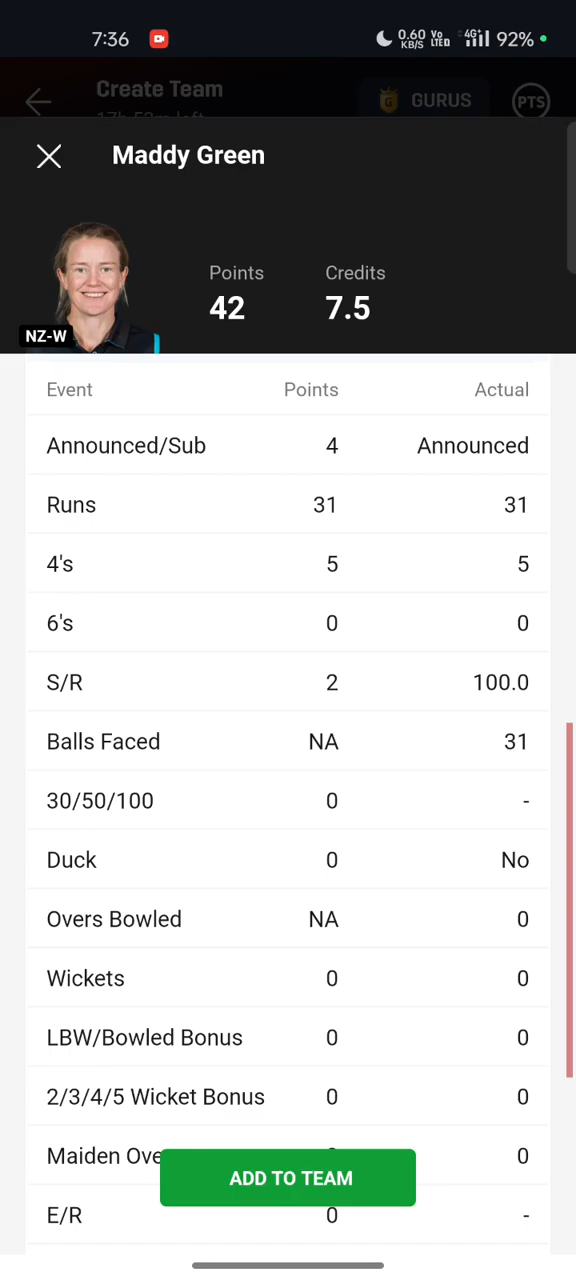 7:36 0.60 KB/S Vo LTE 4G+ 92%
Create Team
GURUS PTS
Maddy Green
Points Credits
42 7.5
NZ-W
Event Points Actual
Announced/Sub 4 Announced
Runs 31 31
4's 5 5
6's 0 0
S/R 2 100.0
Balls Faced NA 31
30/50/100 0 -
Duck 0 No
Overs Bowled NA 0
Wickets 0 0
LBW/Bowled Bonus 0 0
2/3/4/5 Wicket Bonus 0 0
Maiden Ove 0
ADD TO TEAM
E/R 0 -